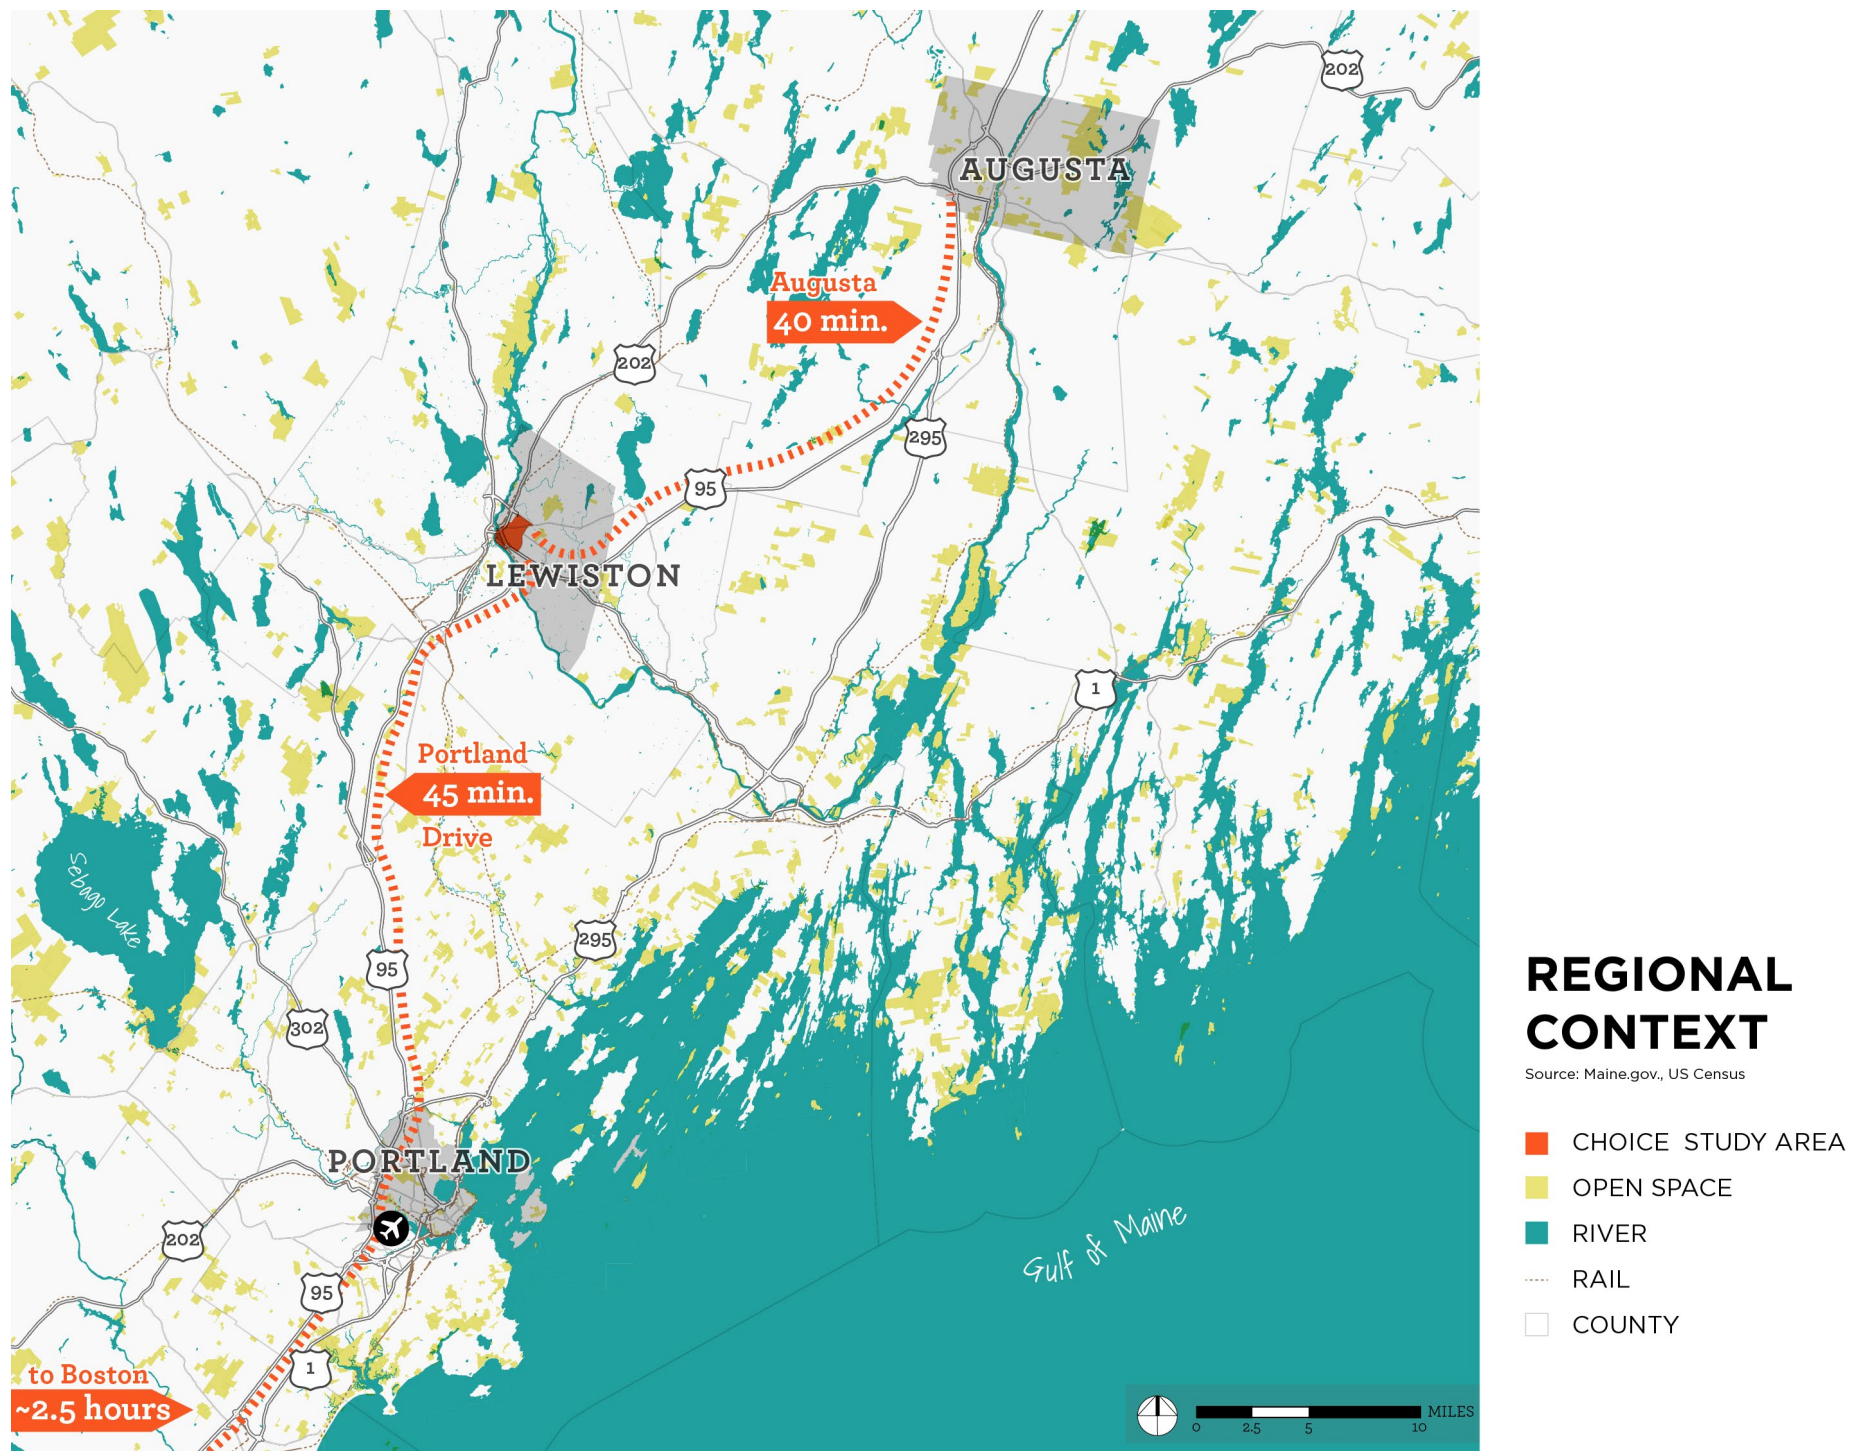 202
AUGUSTA
Augusta
40 min.
202
295
95
LEWISTON
1
Portland
45 min.
Drive
Sebago Lake
295
95
302
PORTLAND
202
95
1
Gulf of Maine
to Boston
~2.5 hours
0 2.5 5 10 MILES
REGIONAL
CONTEXT
Source: Maine.gov., US Census
CHOICE STUDY AREA
OPEN SPACE
RIVER
RAIL
COUNTY